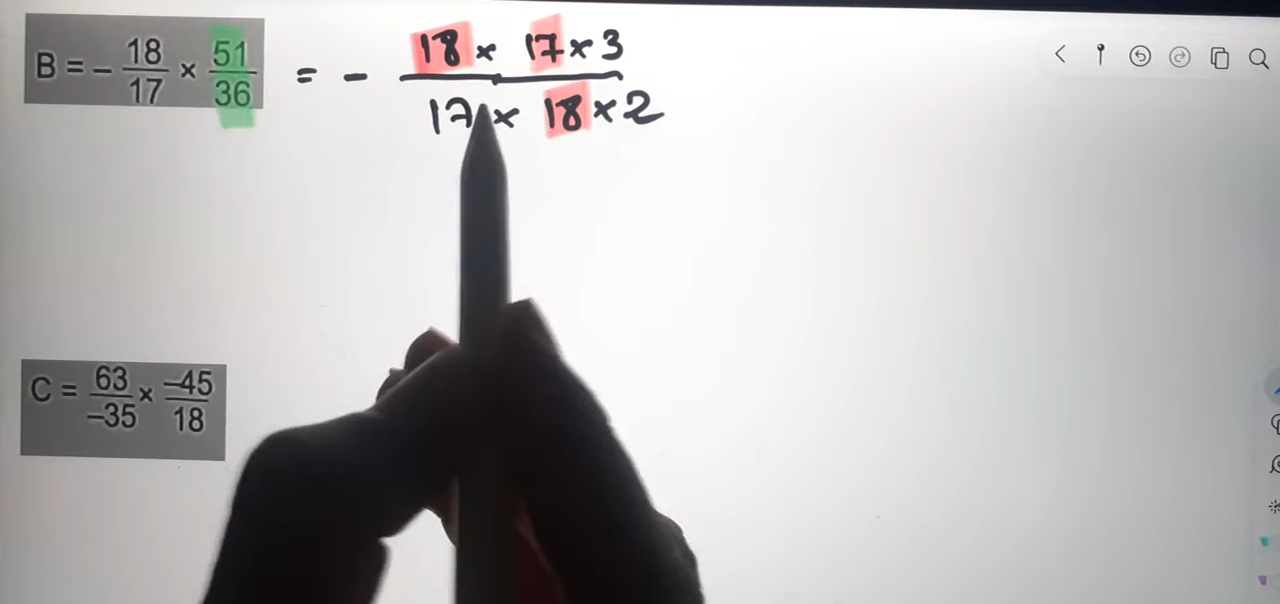 B = − 18/17 × 51/36 = − (18 × 17 × 3)/(17 × 18 × 2)
C = 63/−35 × −45/18